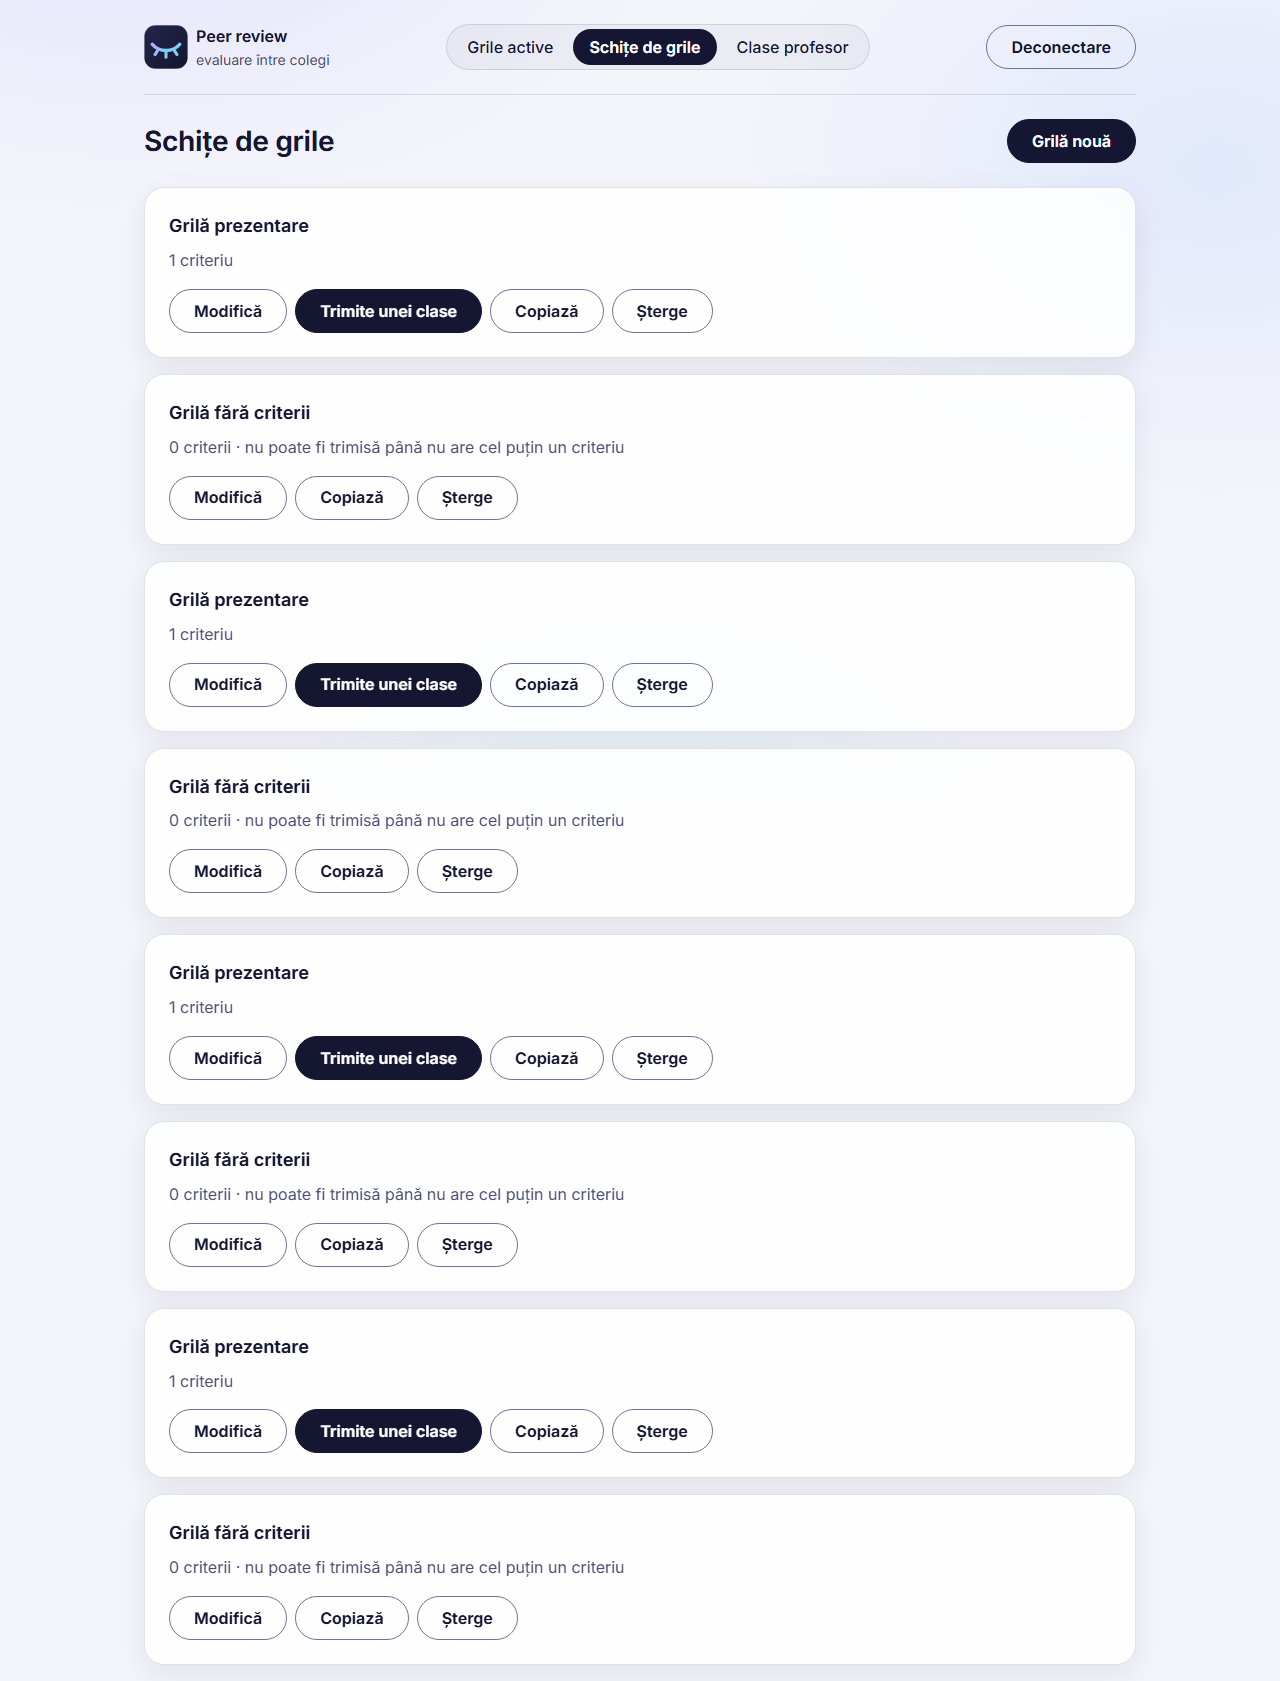 Peer review
evaluare între colegi
Grile active
Schițe de grile
Clase profesor
Deconectare
Schițe de grile
Grilă nouă
Grilă prezentare
1 criteriu
Modifică
Trimite unei clase
Copiază
Șterge
Grilă fără criterii
0 criterii · nu poate fi trimisă până nu are cel puțin un criteriu
Modifică
Copiază
Șterge
Grilă prezentare
1 criteriu
Modifică
Trimite unei clase
Copiază
Șterge
Grilă fără criterii
0 criterii · nu poate fi trimisă până nu are cel puțin un criteriu
Modifică
Copiază
Șterge
Grilă prezentare
1 criteriu
Modifică
Trimite unei clase
Copiază
Șterge
Grilă fără criterii
0 criterii · nu poate fi trimisă până nu are cel puțin un criteriu
Modifică
Copiază
Șterge
Grilă prezentare
1 criteriu
Modifică
Trimite unei clase
Copiază
Șterge
Grilă fără criterii
0 criterii · nu poate fi trimisă până nu are cel puțin un criteriu
Modifică
Copiază
Șterge